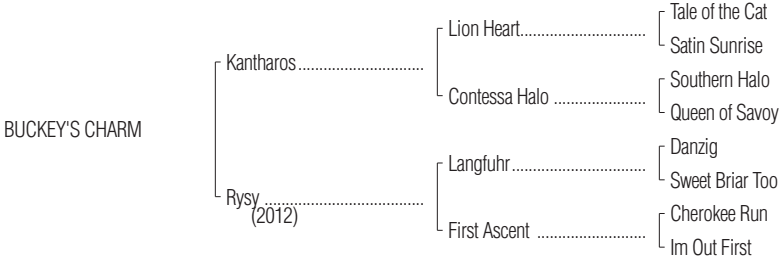 Tale of the Cat
Lion Heart..............................
Satin Sunrise
Kantharos..............................
Southern Halo
Contessa Halo ......................
Queen of Savoy
BUCKEY'S CHARM
Danzig
Langfuhr................................
Sweet Briar Too
Rysy ......................................
(2012)
Cherokee Run
First Ascent ..........................
Im Out First